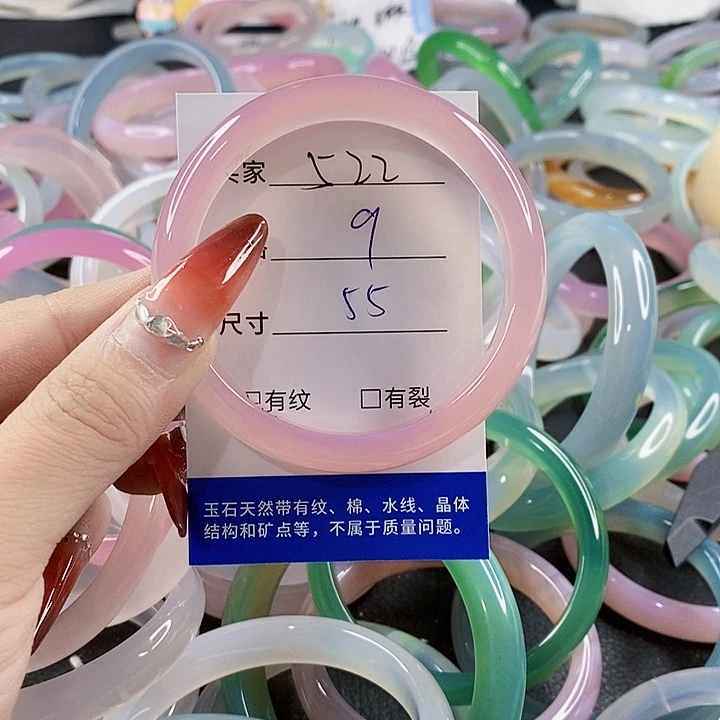 家 522
9
尺寸 55
□有纹 □有裂
玉石天然带有纹、棉、水线、晶体
结构和矿点等，不属于质量问题。